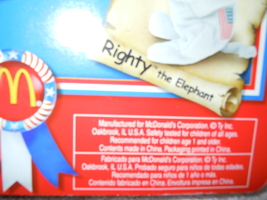 Righty™ the Elephant
M
Manufactured for McDonald's Corporation, © Ty Inc.
Oakbrook, IL U.S.A. Safety tested for children of all ages.
Recommended for children age 1 and older.
Contents made in China. Packaging printed in China.
Fabricado para McDonald's Corporation, © Ty Inc.
Oakbrook, IL U.S.A. Probado seguro para niños de todas edades.
Recomendado para niños de 1 año o más.
Contenido fabricado en China. Envoltura impresa en China.